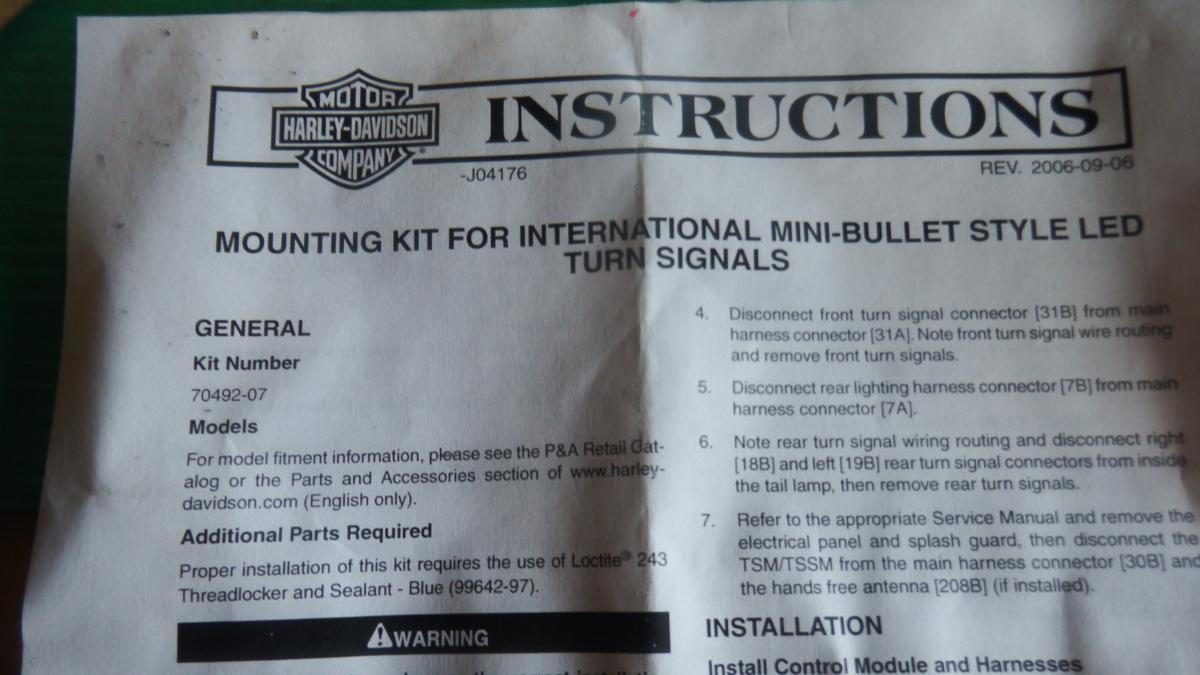 MOTOR
HARLEY-DAVIDSON
COMPANY
INSTRUCTIONS
-J04176
REV. 2006-09-06
MOUNTING KIT FOR INTERNATIONAL MINI-BULLET STYLE LED
TURN SIGNALS
GENERAL
Kit Number
70492-07
Models
For model fitment information, please see the P&A Retail Cat-
alog or the Parts and Accessories section of www.harley-
davidson.com (English only).
Additional Parts Required
Proper installation of this kit requires the use of Loctite® 243
Threadlocker and Sealant - Blue (99642-97).
⚠WARNING
4. Disconnect front turn signal connector [31B] from main
harness connector [31A]. Note front turn signal wire routing
and remove front turn signals.
5. Disconnect rear lighting harness connector [7B] from main
harness connector [7A].
6. Note rear turn signal wiring routing and disconnect right
[18B] and left [19B] rear turn signal connectors from inside
the tail lamp, then remove rear turn signals.
7. Refer to the appropriate Service Manual and remove the
electrical panel and splash guard, then disconnect the
TSM/TSSM from the main harness connector [30B] and
the hands free antenna [208B] (if installed).
INSTALLATION
Install Control Module and Harnesses